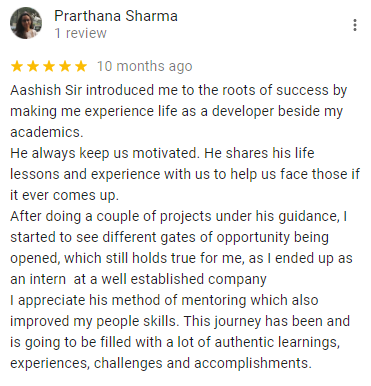 Prarthana Sharma
1 review
10 months ago
Aashish Sir introduced me to the roots of success by
making me experience life as a developer beside my
academics.
He always keep us motivated. He shares his life
lessons and experience with us to help us face those if
it ever comes up.
After doing a couple of projects under his guidance, I
started to see different gates of opportunity being
opened, which still holds true for me, as I ended up as
an intern  at a well established company
I appreciate his method of mentoring which also
improved my people skills. This journey has been and
is going to be filled with a lot of authentic learnings,
experiences, challenges and accomplishments.